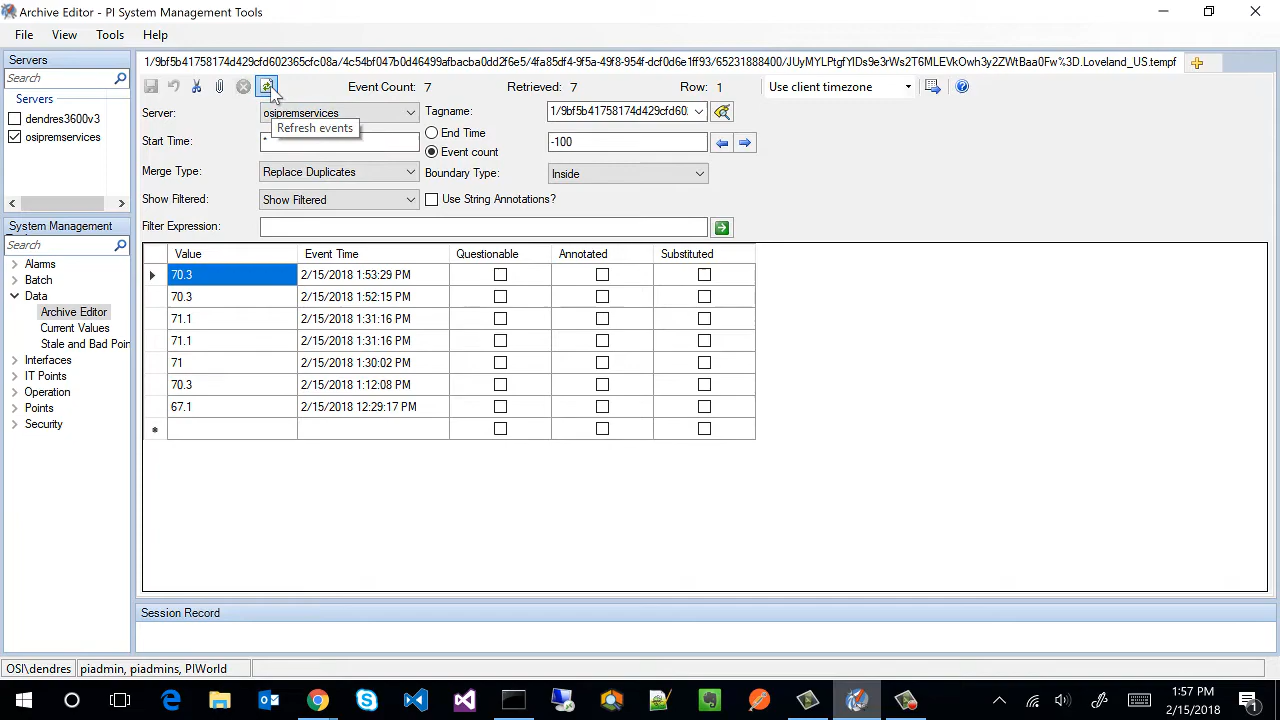 Archive Editor - PI System Management Tools
File View Tools Help
Servers
Search
Servers
dendres3600v3
osipremservices
System Management
Search
Alarms
Batch
Data
Archive Editor
Current Values
Stale and Bad Poin
Interfaces
IT Points
Operation
Points
Security
1/9bf5b41758174d429cfd602365cfc08a/4c54bf047b0d46499afbacba0dd2f6e5/4fa85df4-9f5a-49f8-954f-dcf0d6e1ff93/65231888400/JUyMYLPtgfYIDs9e3rWs2T6MLEVkOwh3y2ZWtBaa0Fw%3D.Loveland_US.tempf
Event Count: 7 Retrieved: 7 Row: 1 Use client timezone
Server: osipremservices Tagname: 1/9bf5b41758174d429cfd60
Refresh events
Start Time: * End Time
Event count -100
Merge Type: Replace Duplicates Boundary Type: Inside
Show Filtered: Show Filtered Use String Annotations?
Filter Expression:
Value Event Time Questionable Annotated Substituted
70.3 2/15/2018 1:53:29 PM
70.3 2/15/2018 1:52:15 PM
71.1 2/15/2018 1:31:16 PM
71.1 2/15/2018 1:31:16 PM
71 2/15/2018 1:30:02 PM
70.3 2/15/2018 1:12:08 PM
67.1 2/15/2018 12:29:17 PM
*
Session Record
OSI\dendres piadmin, piadmins, PIWorld
1:57 PM
2/15/2018
1